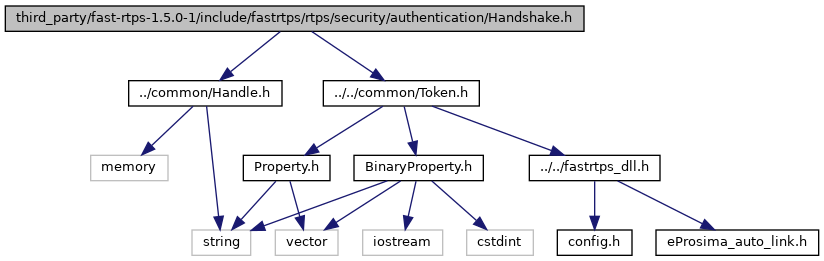 third_party/fast-rtps-1.5.0-1/include/fastrtps/rtps/security/authentication/Handshake.h
../common/Handle.h
../../common/Token.h
memory
Property.h
BinaryProperty.h
../../fastrtps_dll.h
string
vector
iostream
cstdint
config.h
eProsima_auto_link.h